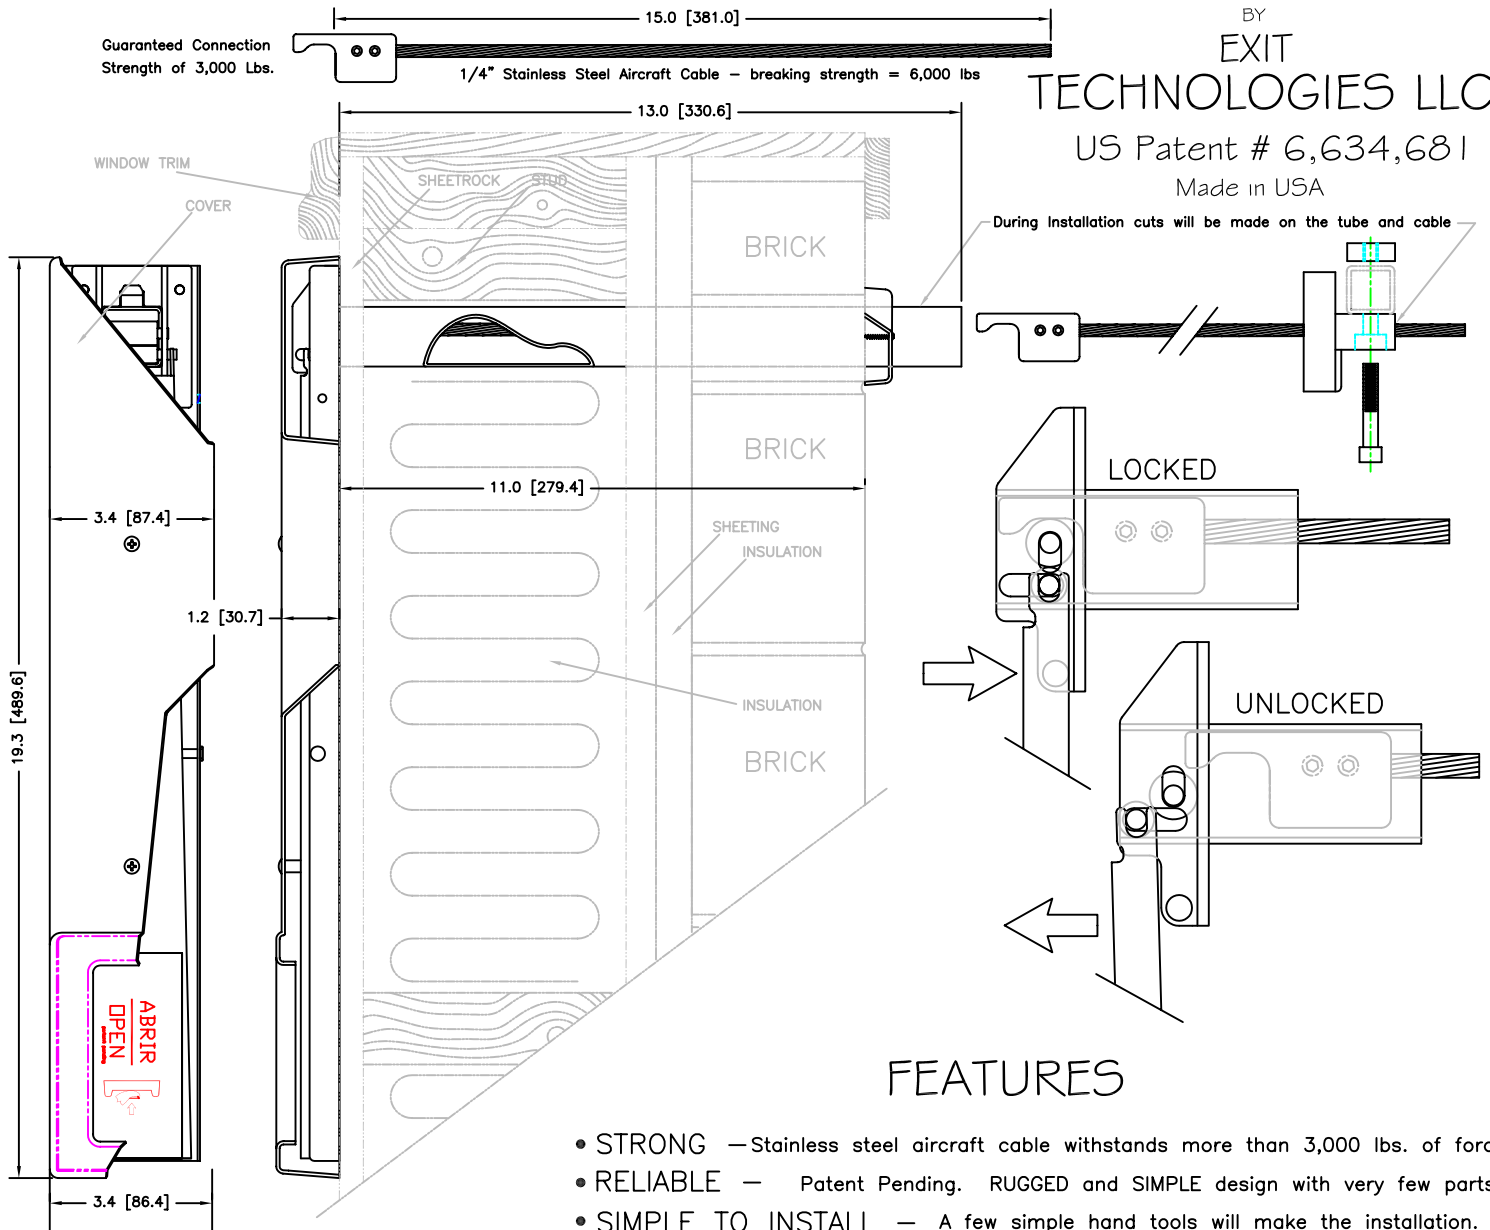 15.0 [381.0]
Guaranteed Connection
Strength of 3,000 Lbs.
1/4" Stainless Steel Aircraft Cable – breaking strength = 6,000 lbs
BY
EXIT
TECHNOLOGIES LLC
US Patent # 6,634,681
Made in USA
13.0 [330.6]
WINDOW TRIM
COVER
SHEETROCK
STUD
BRICK
During Installation cuts will be made on the tube and cable
BRICK
LOCKED
11.0 [279.4]
3.4 [87.4]
SHEETING
INSULATION
1.2 [30.7]
19.3 [489.6]
INSULATION
UNLOCKED
BRICK
ABRIR
OPEN
3.4 [86.4]
FEATURES
• STRONG – Stainless steel aircraft cable withstands more than 3,000 lbs. of forc
• RELIABLE – Patent Pending. RUGGED and SIMPLE design with very few parts
• SIMPLE TO INSTALL – A few simple hand tools will make the installation.